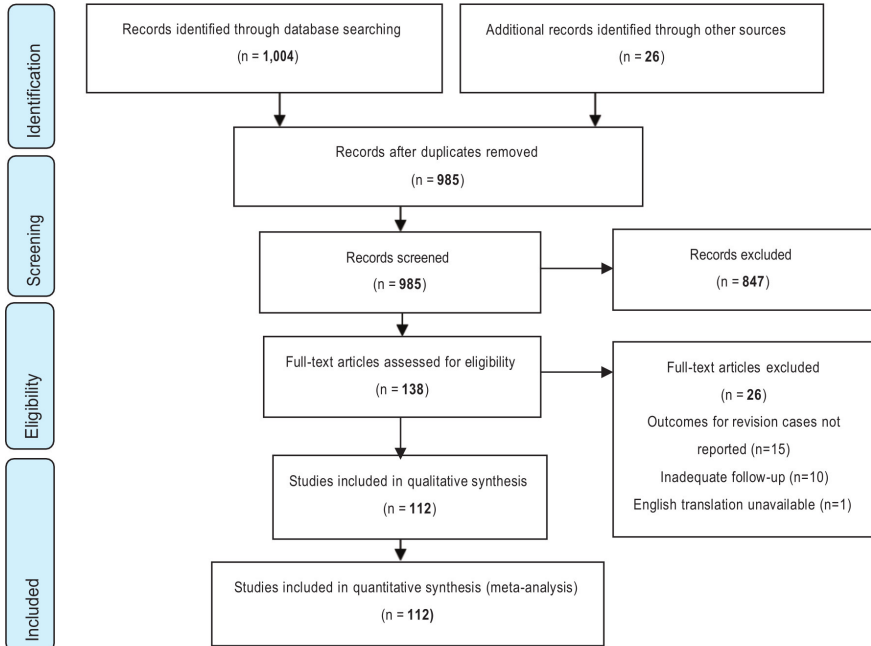 Identification
Records identified through database searching
(n = 1,004)
Additional records identified through other sources
(n = 26)
Records after duplicates removed
(n = 985)
Screening
Records screened
(n = 985)
Records excluded
(n = 847)
Eligibility
Full-text articles assessed for eligibility
(n = 138)
Full-text articles excluded
(n = 26)
Outcomes for revision cases not
reported (n=15)
Inadequate follow-up (n=10)
English translation unavailable (n=1)
Included
Studies included in qualitative synthesis
(n = 112)
Studies included in quantitative synthesis (meta-analysis)
(n = 112)